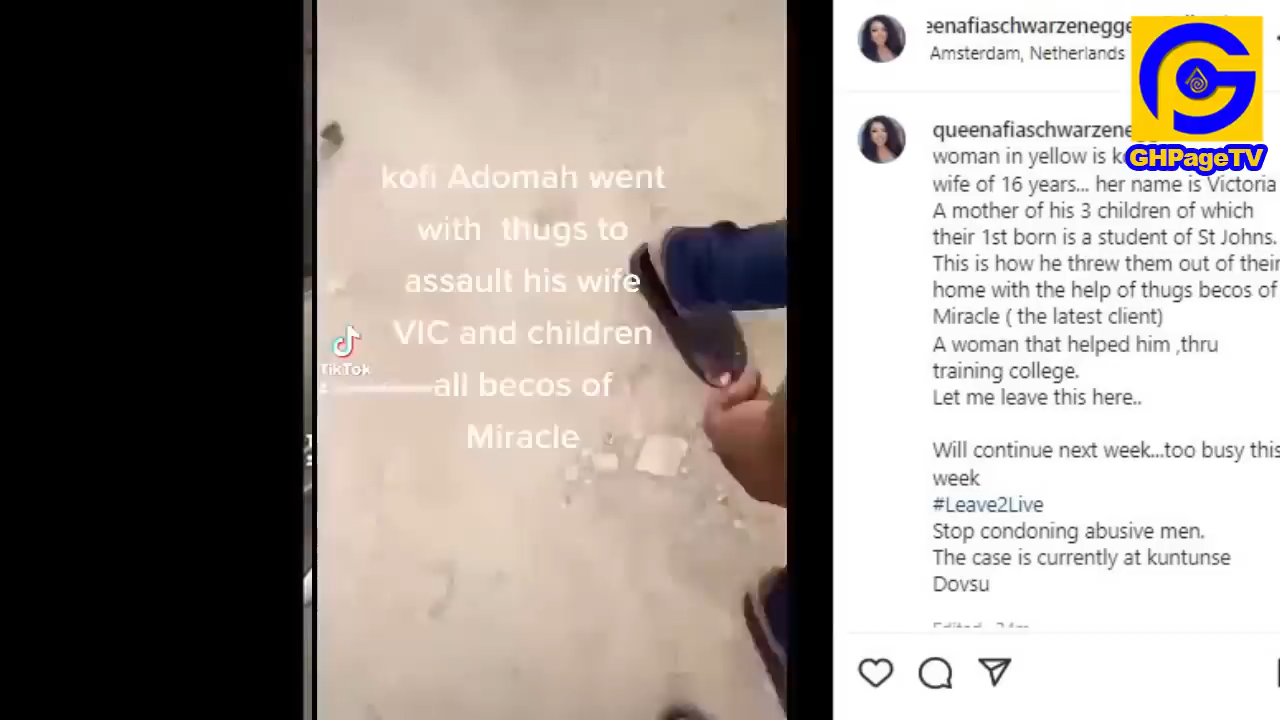 kofi Adomah went
with thugs to
assault his wife
VIC and children
all becos of
Miracle
TikTok
eenafiaschwarzenegge
Amsterdam, Netherlands
GHPageTV
queenafiaschwarzene
woman in yellow is
wife of 16 years... her name is Victoria
A mother of his 3 children of which
their 1st born is a student of St Johns.
This is how he threw them out of their
home with the help of thugs becos of
Miracle ( the latest client)
A woman that helped him ,thru
training college.
Let me leave this here..
Will continue next week...too busy this
week
#Leave2Live
Stop condoning abusive men.
The case is currently at kuntunse
Dovsu